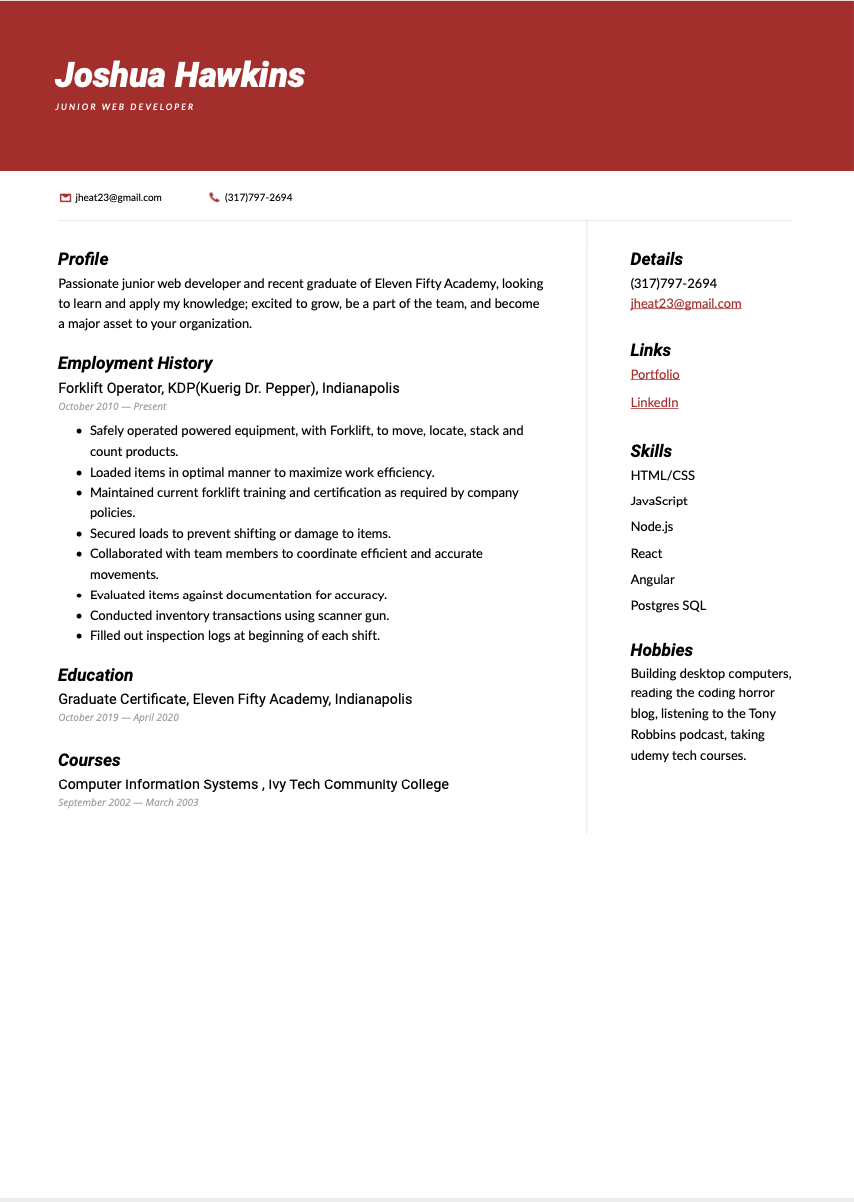 Joshua Hawkins
JUNIOR WEB DEVELOPER
jheat23@gmail.com
(317)797-2694
Profile
Passionate junior web developer and recent graduate of Eleven Fifty Academy, looking
to learn and apply my knowledge; excited to grow, be a part of the team, and become
a major asset to your organization.
Employment History
Forklift Operator, KDP(Kuerig Dr. Pepper), Indianapolis
October 2010 — Present
• Safely operated powered equipment, with Forklift, to move, locate, stack and
count products.
• Loaded items in optimal manner to maximize work efficiency.
• Maintained current forklift training and certification as required by company
policies.
• Secured loads to prevent shifting or damage to items.
• Collaborated with team members to coordinate efficient and accurate
movements.
• Evaluated items against documentation for accuracy.
• Conducted inventory transactions using scanner gun.
• Filled out inspection logs at beginning of each shift.
Education
Graduate Certificate, Eleven Fifty Academy, Indianapolis
October 2019 — April 2020
Courses
Computer Information Systems , Ivy Tech Community College
September 2002 — March 2003
Details
(317)797-2694
jheat23@gmail.com
Links
Portfolio
LinkedIn
Skills
HTML/CSS
JavaScript
Node.js
React
Angular
Postgres SQL
Hobbies
Building desktop computers,
reading the coding horror
blog, listening to the Tony
Robbins podcast, taking
udemy tech courses.